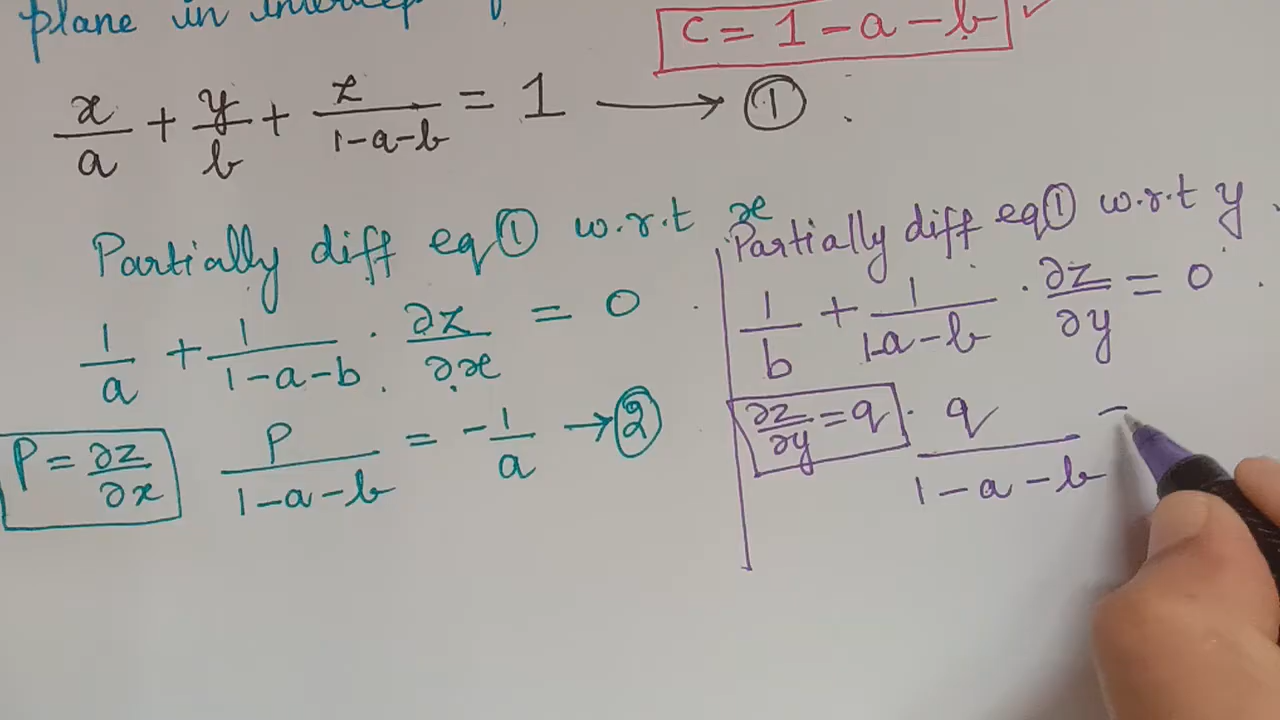 plane in intercep
c = 1 - a - b ✓
x/a + y/b + z/(1-a-b) = 1 → ①
Partially diff eq① w.r.t x
1/a + 1/(1-a-b) . ∂z/∂x = 0
P = ∂z/∂x
P/(1-a-b) = -1/a → ②
Partially diff eq① w.r.t y.
1/b + 1/(1-a-b) . ∂z/∂y = 0
∂z/∂y = q . q/(1-a-b) -